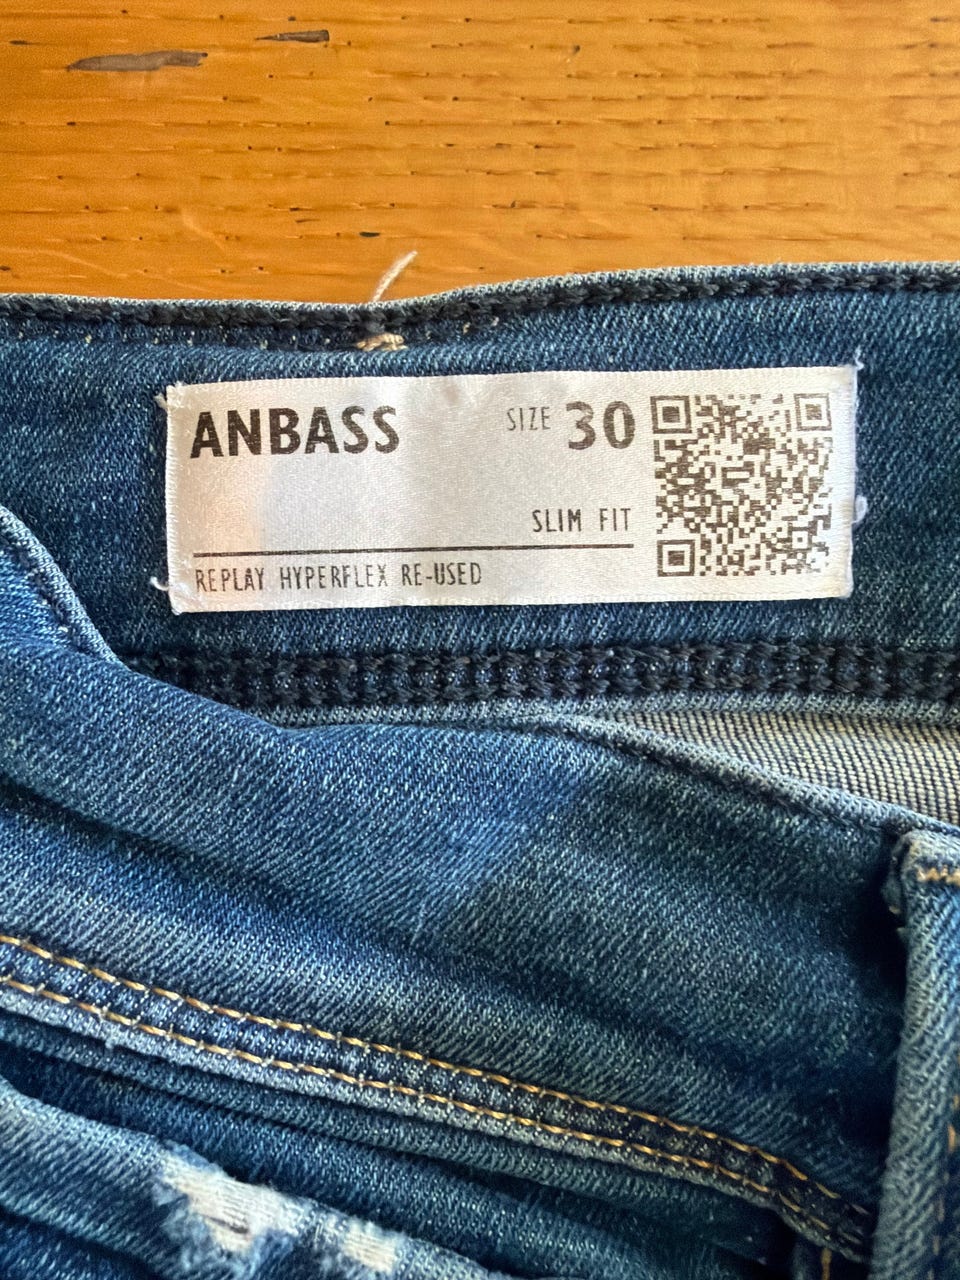 ANBASS
SIZE 30
SLIM FIT
REPLAY HYPERFLEX RE-USED